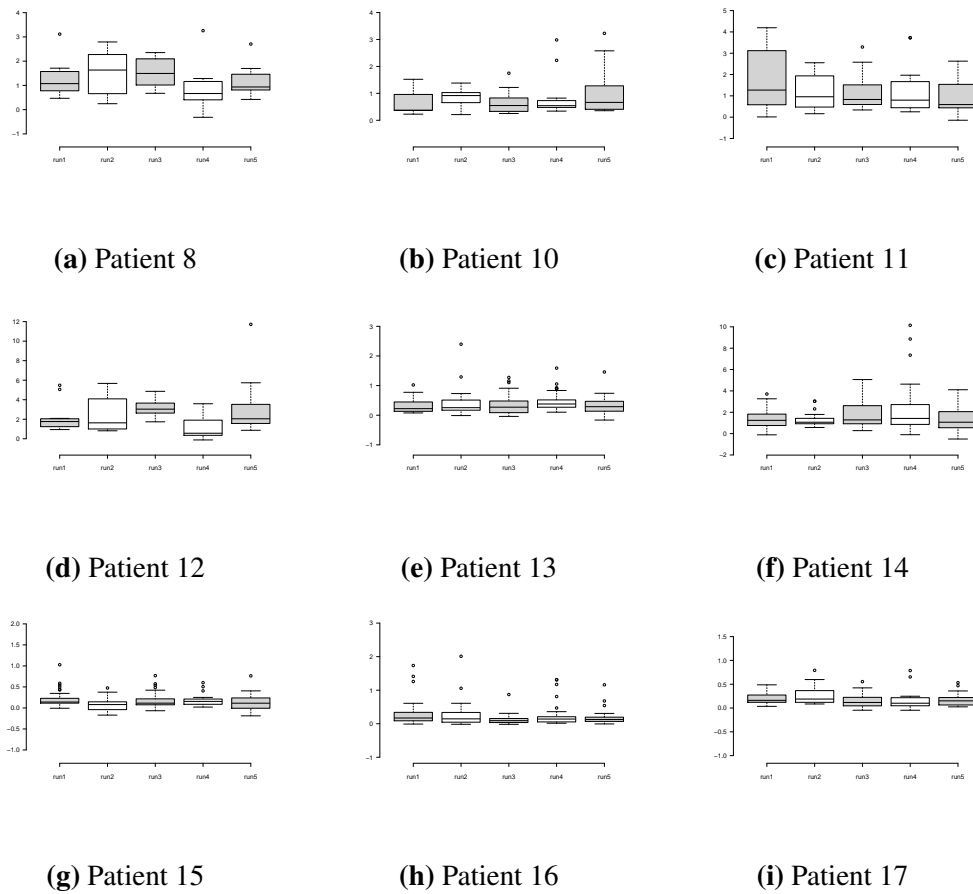 4 3 2 1 0 −1
run1 run2 run3 run4 run5
4 3 2 1 0
run1 run2 run3 run4 run5
5 4 3 2 1 0 −1
run1 run2 run3 run4 run5
(a) Patient 8
(b) Patient 10
(c) Patient 11
12 10 8 6 4 2 0
run1 run2 run3 run4 run5
3 2 1 0 −1
run1 run2 run3 run4 run5
10 8 6 4 2 0 −2
run1 run2 run3 run4 run5
(d) Patient 12
(e) Patient 13
(f) Patient 14
2.0 1.5 1.0 0.5 0.0 −0.5 −1.0
run1 run2 run3 run4 run5
3 2 1 0 −1
run1 run2 run3 run4 run5
1.5 1.0 0.5 0.0 −0.5 −1.0
run1 run2 run3 run4 run5
(g) Patient 15
(h) Patient 16
(i) Patient 17